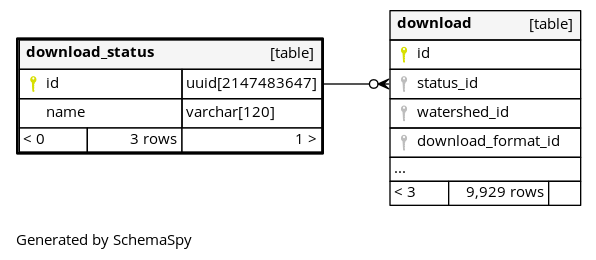 download_status [table]
id uuid[2147483647]
name varchar[120]
< 0 3 rows 1 >
download [table]
id
status_id
watershed_id
download_format_id
...
< 3 9,929 rows
Generated by SchemaSpy